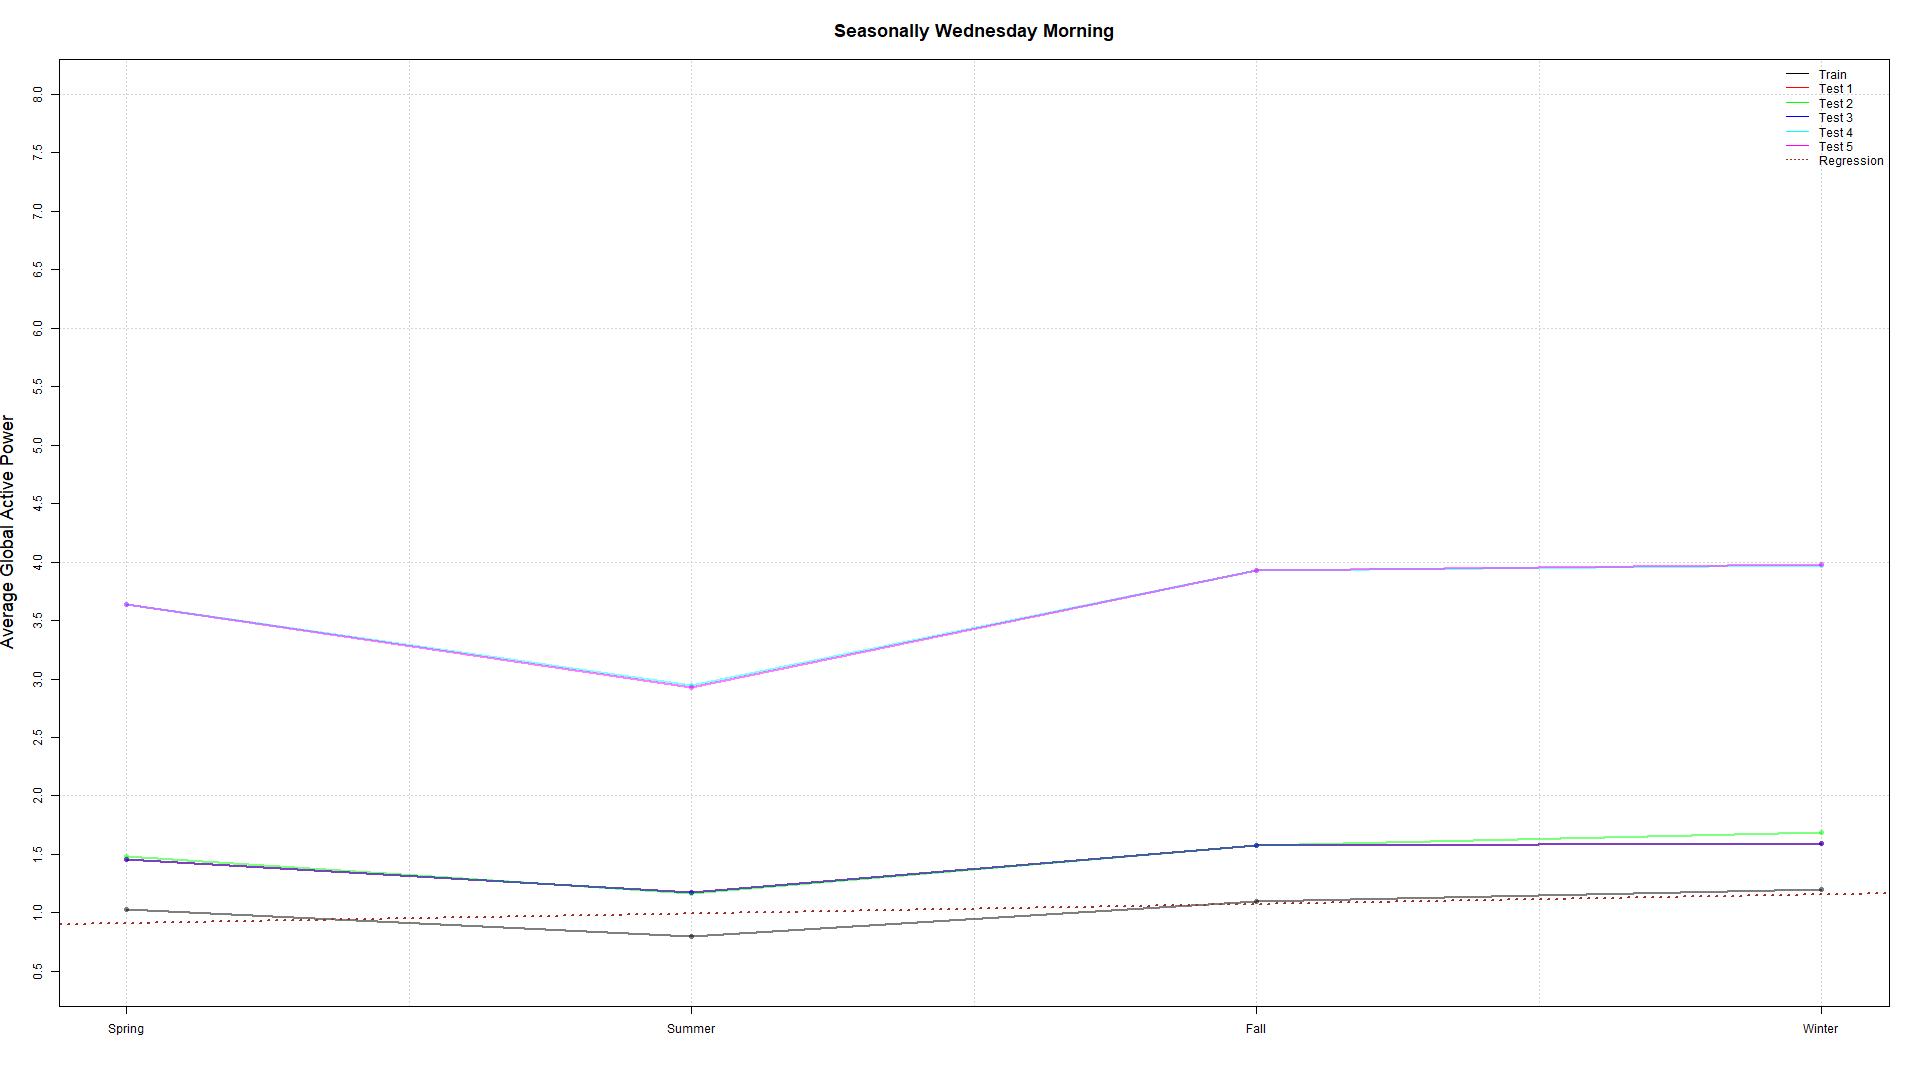 Seasonally Wednesday Morning
Train
Test 1
Test 2
Test 3
Test 4
Test 5
Regression
Average Global Active Power
8.0
7.5
7.0
6.5
6.0
5.5
5.0
4.5
4.0
3.5
3.0
2.5
2.0
1.5
1.0
0.5
Spring
Summer
Fall
Winter